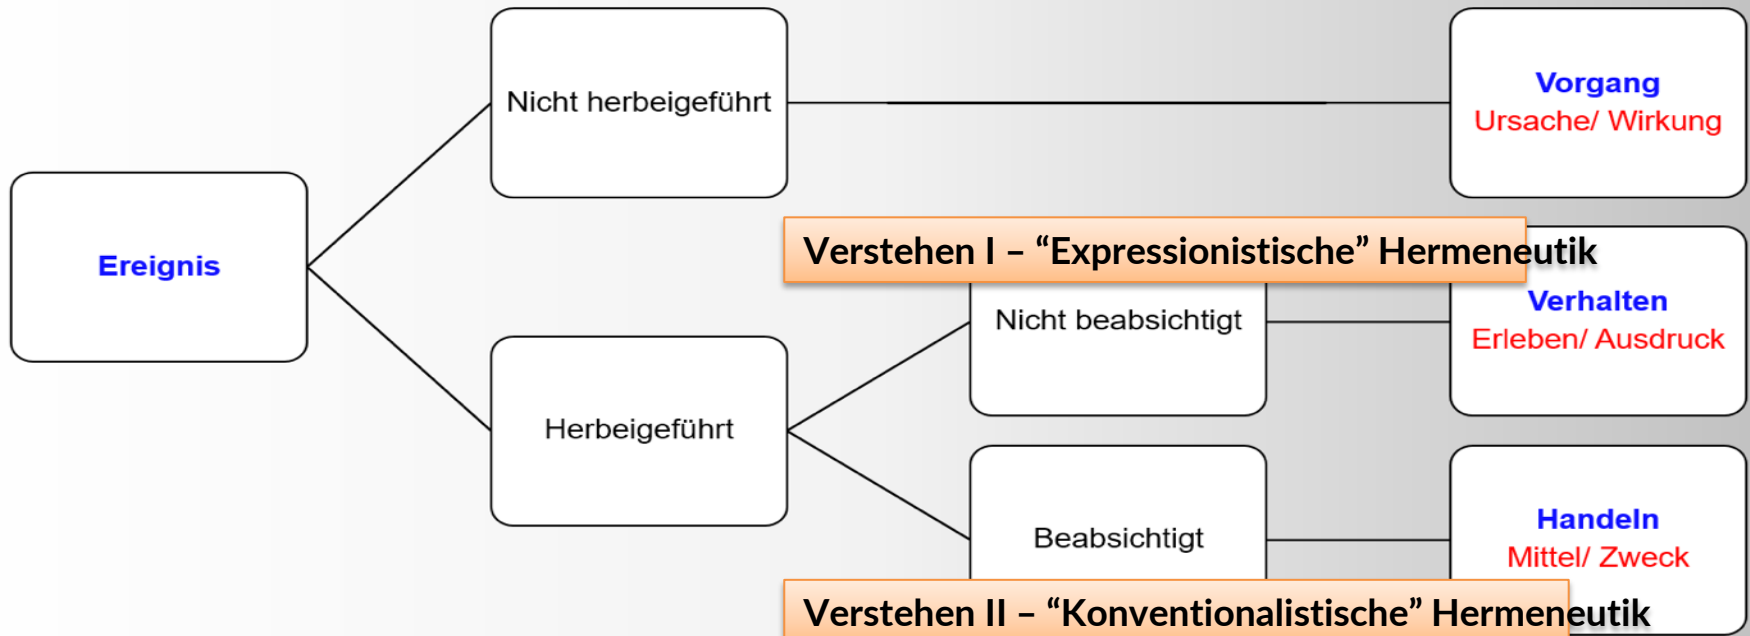 Nicht herbeigeführt
Vorgang
Ursache/ Wirkung
Ereignis
Verstehen I – “Expressionistische” Hermeneutik
Nicht beabsichtigt
Verhalten
Erleben/ Ausdruck
Herbeigeführt
Beabsichtigt
Handeln
Mittel/ Zweck
Verstehen II – “Konventionalistische” Hermeneutik